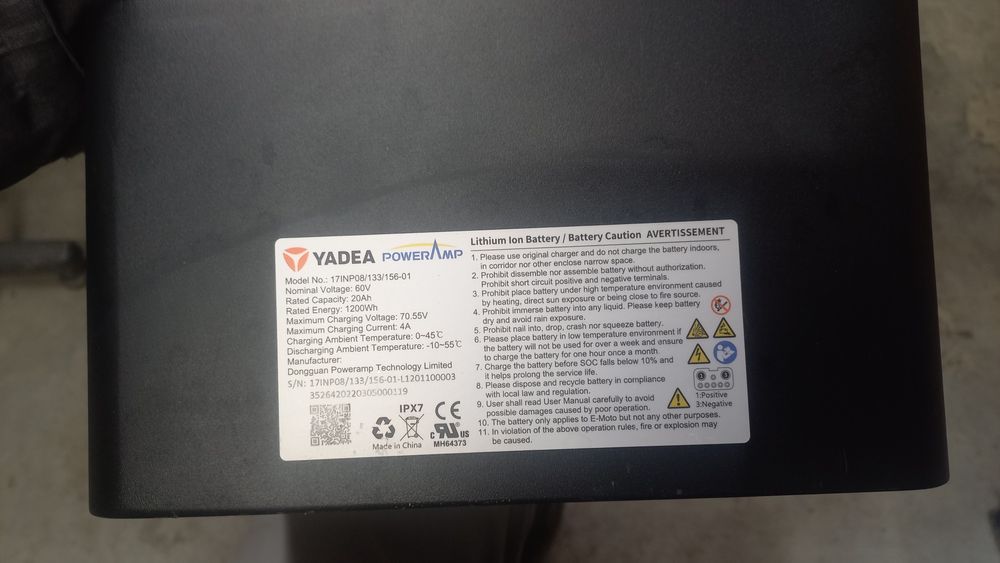 YADEA POWERAMP
Model No.: 17INP08/133/156-01
Nominal Voltage: 60V
Rated Capacity: 20Ah
Rated Energy: 1200Wh
Maximum Charging Voltage: 70.55V
Maximum Charging Current: 4A
Charging Ambient Temperature: 0~45℃
Discharging Ambient Temperature: -10~55℃
Manufacturer:
Dongguan Poweramp Technology Limited
S/N: 17INP08/133/156-01-L1201100003
3526420220305000119
IPX7
CE
Made in China
c RU US
MH64373
Lithium Ion Battery / Battery Caution AVERTISSEMENT
1. Please use original charger and do not charge the battery indoors,
in corridor nor other enclose narrow space.
2. Prohibit dissemble nor assemble battery without authorization.
Prohibit short circuit positive and negative terminals.
3. Prohibit place battery under high temperature environment caused
by heating, direct sun exposure or being close to fire source.
4. Prohibit immerse battery into any liquid. Please keep battery
dry and avoid rain exposure.
5. Prohibit nail into, drop, crash nor squeeze battery.
6. Please place battery in low temperature environment if
the battery will not be used for over a week and ensure
to charge the battery for one hour once a month.
7. Charge the battery before SOC falls below 10% and
it helps prolong the service life.
8. Please dispose and recycle battery in compliance
with local law and regulation.
9. User shall read User Manual carefully to avoid
possible damages caused by poor operation.
10. The battery only applies to E-Moto but not any other purposes.
11. In violation of the above operation rules, fire or explosion may
be caused.
1:Positive
3:Negative